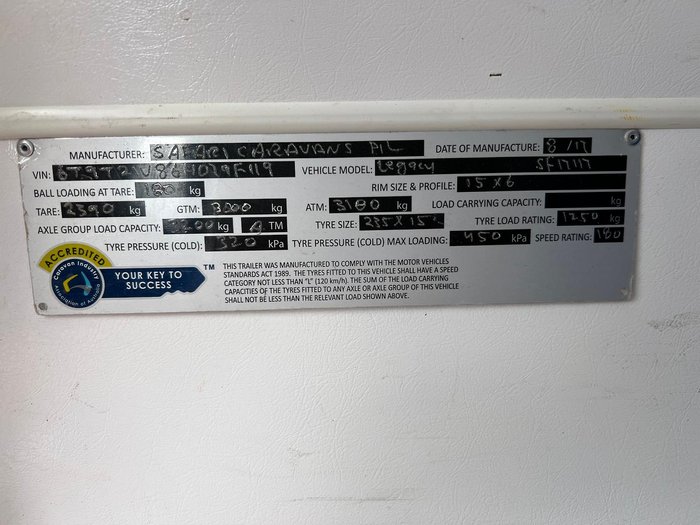 MANUFACTURER: SAFARI CARAVANS P/L DATE OF MANUFACTURE: 8/17
VIN: VEHICLE MODEL: Legacy SF17117
BALL LOADING AT TARE: 180 kg RIM SIZE & PROFILE: 15 X 6
TARE: 2390 kg GTM: kg ATM: 3180 kg LOAD CARRYING CAPACITY: kg
AXLE GROUP LOAD CAPACITY: kg TM TYRE SIZE: 235 X 15 TYRE LOAD RATING: 1250 kg
TYRE PRESSURE (COLD): 320 kPa TYRE PRESSURE (COLD) MAX LOADING: 450 kPa SPEED RATING: 180
ACCREDITED
Caravan Industry
Association of Australia
YOUR KEY TO
SUCCESS
TM
THIS TRAILER WAS MANUFACTURED TO COMPLY WITH THE MOTOR VEHICLES
STANDARDS ACT 1989. THE TYRES FITTED TO THIS VEHICLE SHALL HAVE A SPEED
CATEGORY NOT LESS THAN "L" (120 km/h). THE SUM OF THE LOAD CARRYING
CAPACITIES OF THE TYRES FITTED TO ANY AXLE OR AXLE GROUP OF THIS VEHICLE
SHALL NOT BE LESS THAN THE RELEVANT LOAD SHOWN ABOVE.